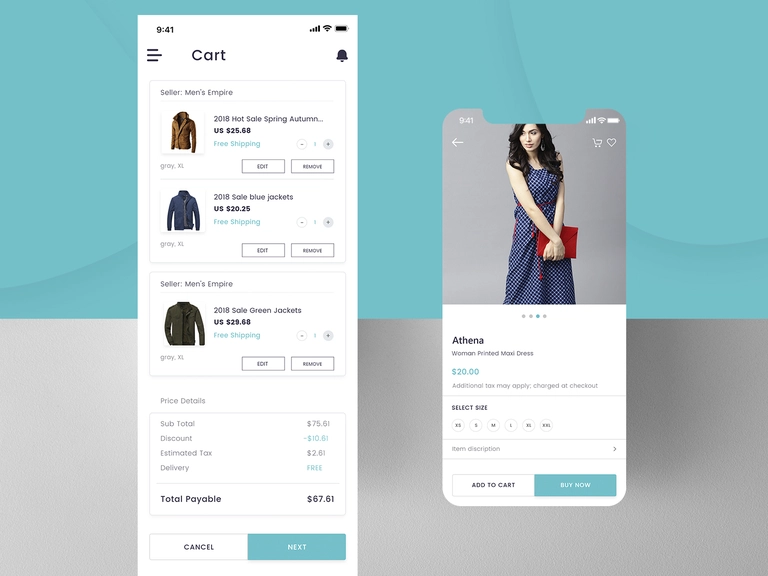 9:41
Cart
Seller: Men's Empire
2018 Hot Sale Spring Autumn...
US $25.68
Free Shipping
- 1 +
gray, XL
EDIT
REMOVE
2018 Sale blue jackets
US $20.25
Free Shipping
- 1 +
gray, XL
EDIT
REMOVE
Seller: Men's Empire
2018 Sale Green Jackets
US $29.68
Free Shipping
- 1 +
gray, XL
EDIT
REMOVE
Price Details
Sub Total $75.61
Discount -$10.61
Estimated Tax $2.61
Delivery FREE
Total Payable $67.61
CANCEL
NEXT
9:41
Athena
Woman Printed Maxi Dress
$20.00
Additional tax may apply; charged at checkout
SELECT SIZE
XS S M L XL XXL
Item discription
ADD TO CART
BUY NOW